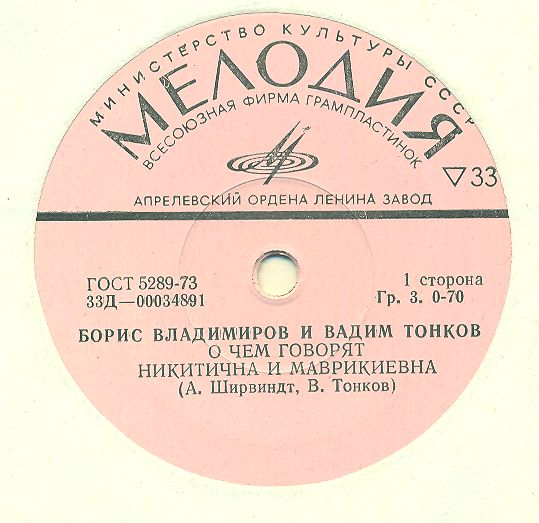 МИНИСТЕРСТВО КУЛЬТУРЫ СССР
МЕЛОДИЯ
ВСЕСОЮЗНАЯ ФИРМА ГРАМПЛАСТИНОК
▽33
АПРЕЛЕВСКИЙ ОРДЕНА ЛЕНИНА ЗАВОД
ГОСТ 5289-73
1 сторона
33Д—00034891
Гр. 3. 0-70
БОРИС ВЛАДИМИРОВ И ВАДИМ ТОНКОВ
О ЧЕМ ГОВОРЯТ
НИКИТИЧНА И МАВРИКИЕВНА
(А. Ширвиндт, В. Тонков)